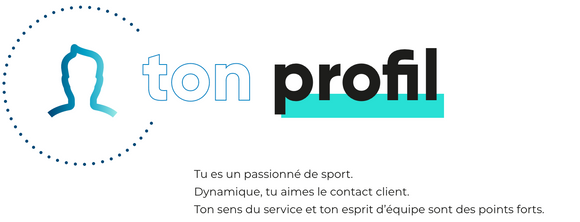 ton profil
Tu es un passionné de sport.
Dynamique, tu aimes le contact client.
Ton sens du service et ton esprit d’équipe sont des points forts.